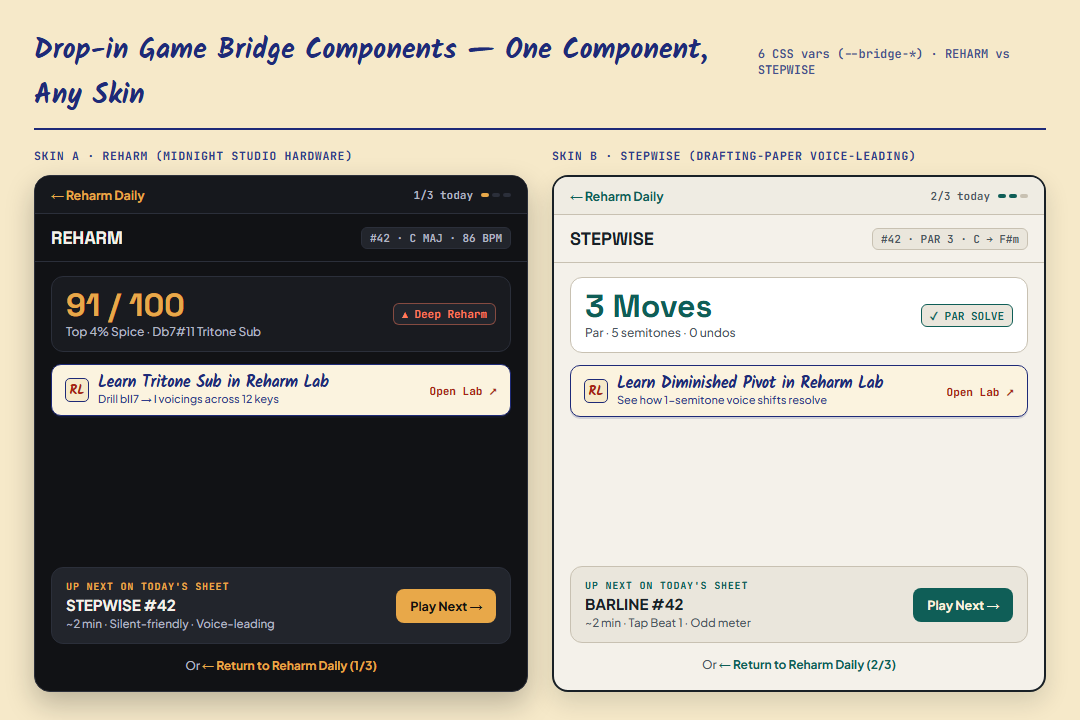 Drop-in Game Bridge Components — One Component,
Any Skin
6 CSS vars (--bridge-*) · REHARM vs
STEPWISE
SKIN A · REHARM (MIDNIGHT STUDIO HARDWARE)
← Reharm Daily
1/3 today
REHARM
#42 · C MAJ · 86 BPM
91 / 100
Top 4% Spice · Db7#11 Tritone Sub
▲ Deep Reharm
RL
Learn Tritone Sub in Reharm Lab
Drill bII7 → I voicings across 12 keys
Open Lab ↗
UP NEXT ON TODAY'S SHEET
STEPWISE #42
~2 min · Silent-friendly · Voice-leading
Play Next →
Or ← Return to Reharm Daily (1/3)
SKIN B · STEPWISE (DRAFTING-PAPER VOICE-LEADING)
← Reharm Daily
2/3 today
STEPWISE
#42 · PAR 3 · C → F#m
3 Moves
Par · 5 semitones · 0 undos
✓ PAR SOLVE
RL
Learn Diminished Pivot in Reharm Lab
See how 1-semitone voice shifts resolve
Open Lab ↗
UP NEXT ON TODAY'S SHEET
BARLINE #42
~2 min · Tap Beat 1 · Odd meter
Play Next →
Or ← Return to Reharm Daily (2/3)